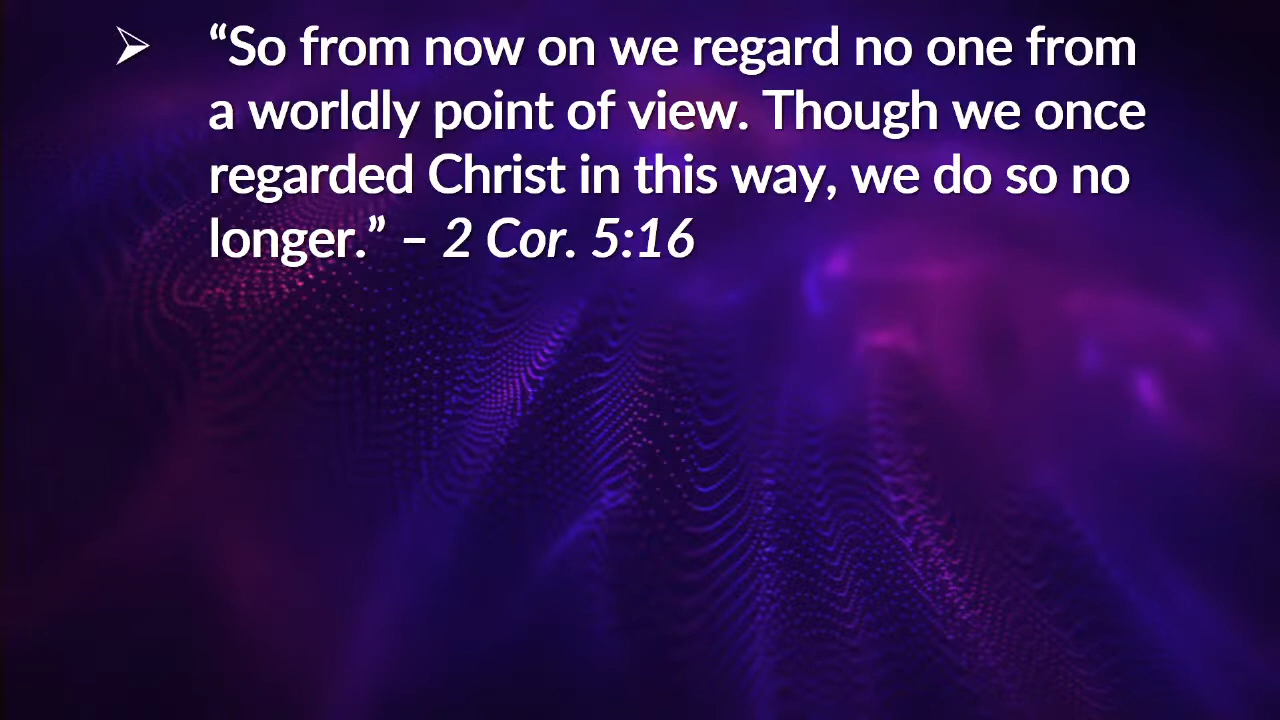 ➢ “So from now on we regard no one from
a worldly point of view. Though we once
regarded Christ in this way, we do so no
longer.” – 2 Cor. 5:16